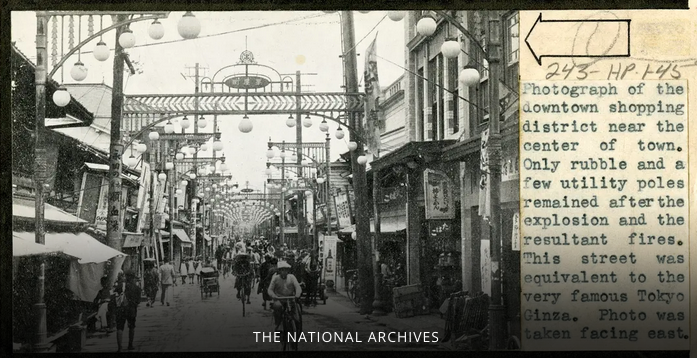 243-HP-I-45
Photograph of the
downtown shopping
district near the
center of town.
Only rubble and a
few utility poles
remained after the
explosion and the
resultant fires.
This street was
equivalent to the
very famous Tokyo
Ginza. Photo was
taken facing east.
THE NATIONAL ARCHIVES